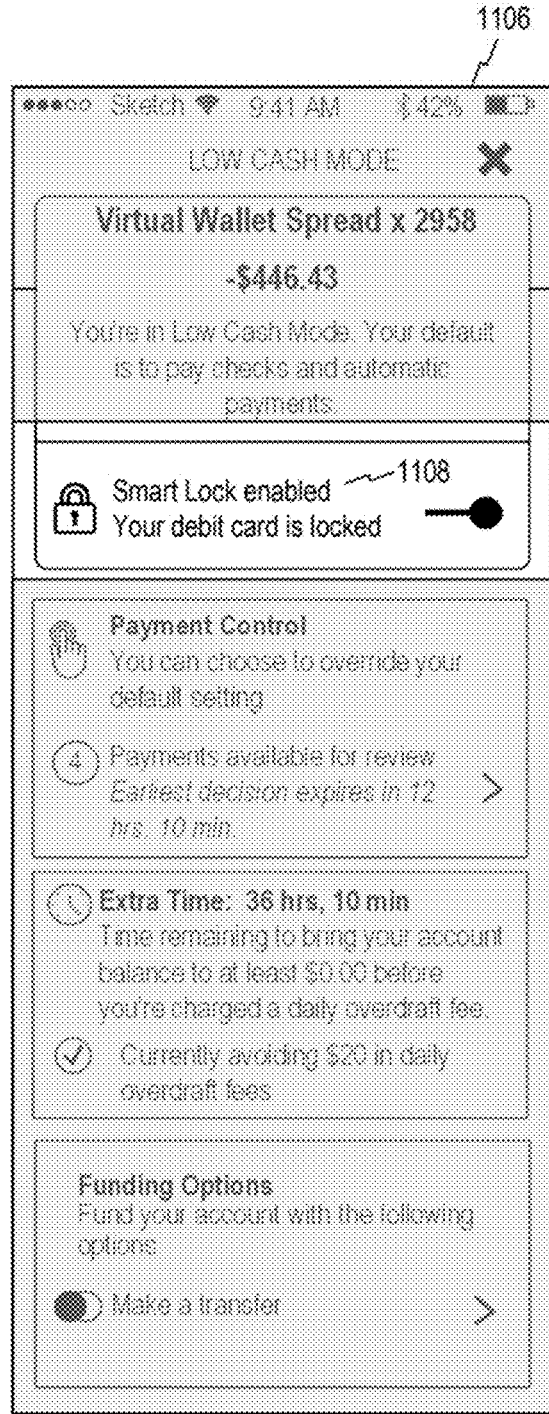 1106
Sketch 9:41 AM 42%
LOW CASH MODE
Virtual Wallet Spread x 2958
-$446.43
You're in Low Cash Mode. Your default
is to pay checks and automatic
payments.
Smart Lock enabled 1108
Your debit card is locked
Payment Control
You can choose to override your
default setting
4 Payments available for review
Earliest decision expires in 12
hrs, 10 min.
Extra Time: 36 hrs, 10 min
Time remaining to bring your account
balance to at least $0.00 before
you're charged a daily overdraft fee.
Currently avoiding $20 in daily
overdraft fees
Funding Options
Fund your account with the following
options
Make a transfer